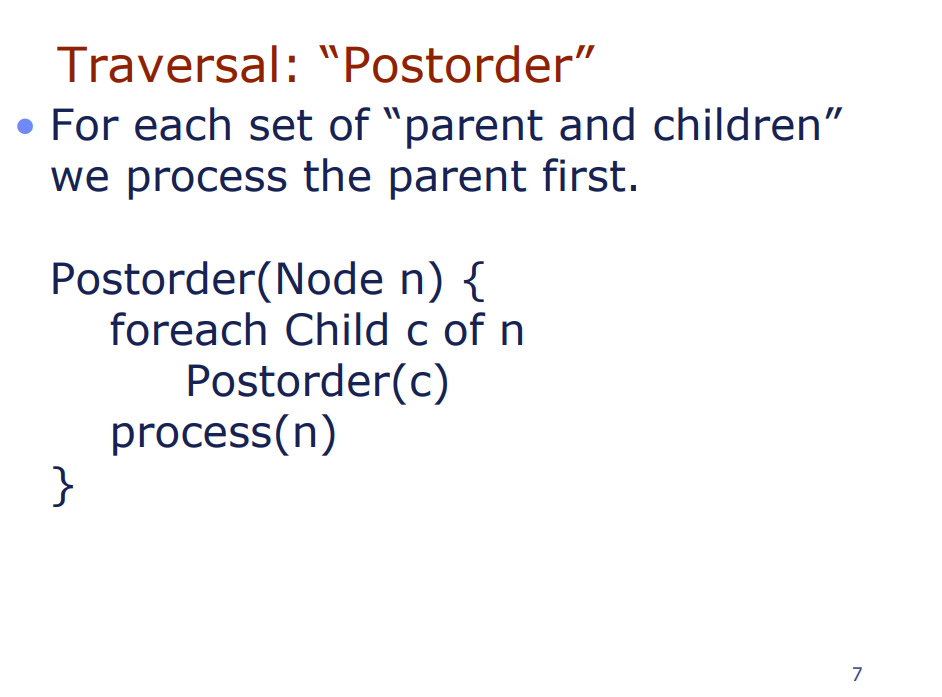 Traversal: “Postorder”
• For each set of “parent and children”
we process the parent first.
Postorder(Node n) {
foreach Child c of n
Postorder(c)
process(n)
}
7